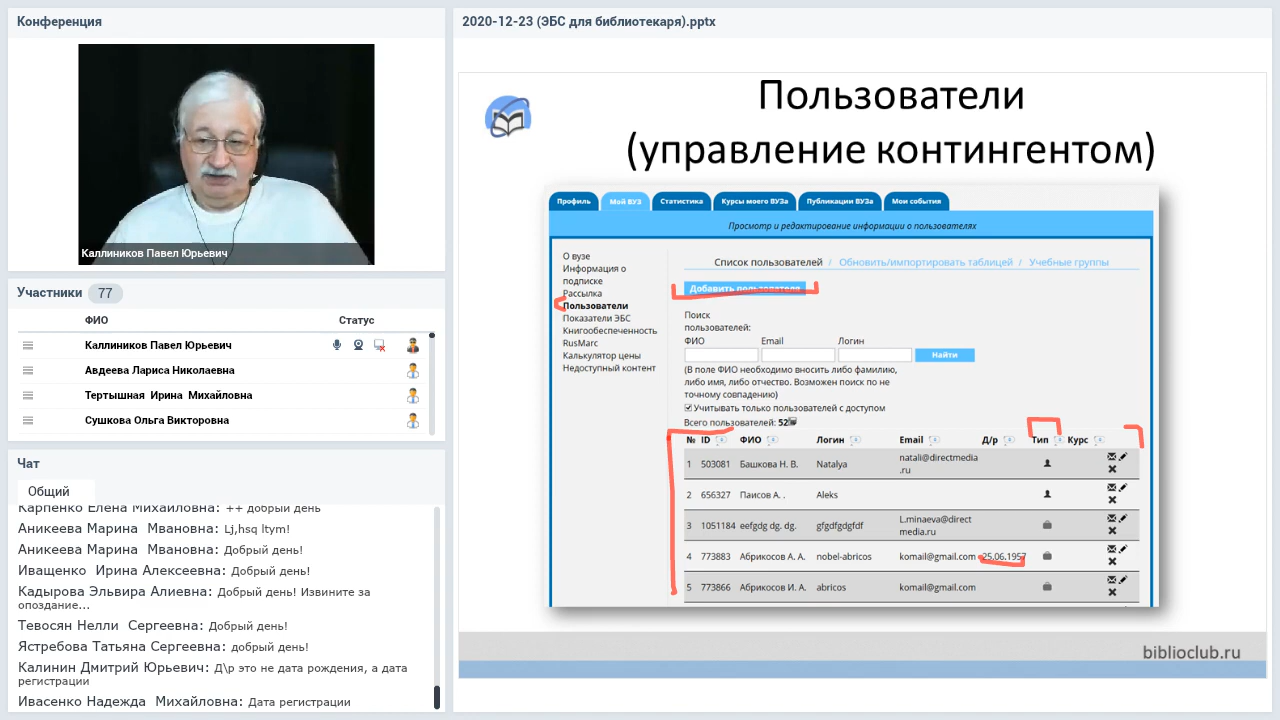 Конференция
Каллиников Павел Юрьевич
Участники 77
ФИО Статус
Каллиников Павел Юрьевич
Авдеева Лариса Николаевна
Тертышная Ирина Михайловна
Сушкова Ольга Викторовна
Чат
Общий
Карпенко Елена Михайловна: ++ добрый день
Аникеева Марина Мвановна: Lj,hsq ltym!
Аникеева Марина Мвановна: Добрый день!
Иващенко Ирина Алексеевна: Добрый день!
Кадырова Эльвира Алиевна: Добрый день! Извините за
опоздание...
Тевосян Нелли Сергеевна: Добрый день!
Ястребова Татьяна Сергеевна: добрый день!
Калинин Дмитрий Юрьевич: Д\р это не дата рождения, а дата
регистрации
Ивасенко Надежда Михайловна: Дата регистрации
2020-12-23 (ЭБС для библиотекаря).pptx
Пользователи
(управление контингентом)
Профиль Мой ВУЗ Статистика Курсы моего ВУЗа Публикации ВУЗа Мои события
Просмотр и редактирование информации о пользователях
О вузе
Информация о
подписке
Рассылка
Пользователи
Показатели ЭБС
Книгообеспеченность
RusMarc
Калькулятор цены
Недоступный контент
Список пользователей / Обновить/импортировать таблицей / Учебные группы
Добавить пользователя
Поиск
пользователей:
ФИО Email Логин
Найти
(В поле ФИО необходимо вносить либо фамилию,
либо имя, либо отчество. Возможен поиск по не
точному совпадению)
Учитывать только пользователей с доступом
Всего пользователей: 52
№ ID ФИО Логин Email Д/р Тип Курс
1 503081 Башкова Н. В. Natalya natali@directmedia
.ru
2 656327 Паисов А. . Aleks
3 1051184 eefgdg dg. dg. gfgdfgdgfdf L.minaeva@direct
media.ru
4 773883 Абрикосов А. А. nobel-abricos komail@gmail.com 25.06.1957
5 773866 Абрикосов И. А. abricos komail@gmail.com
biblioclub.ru